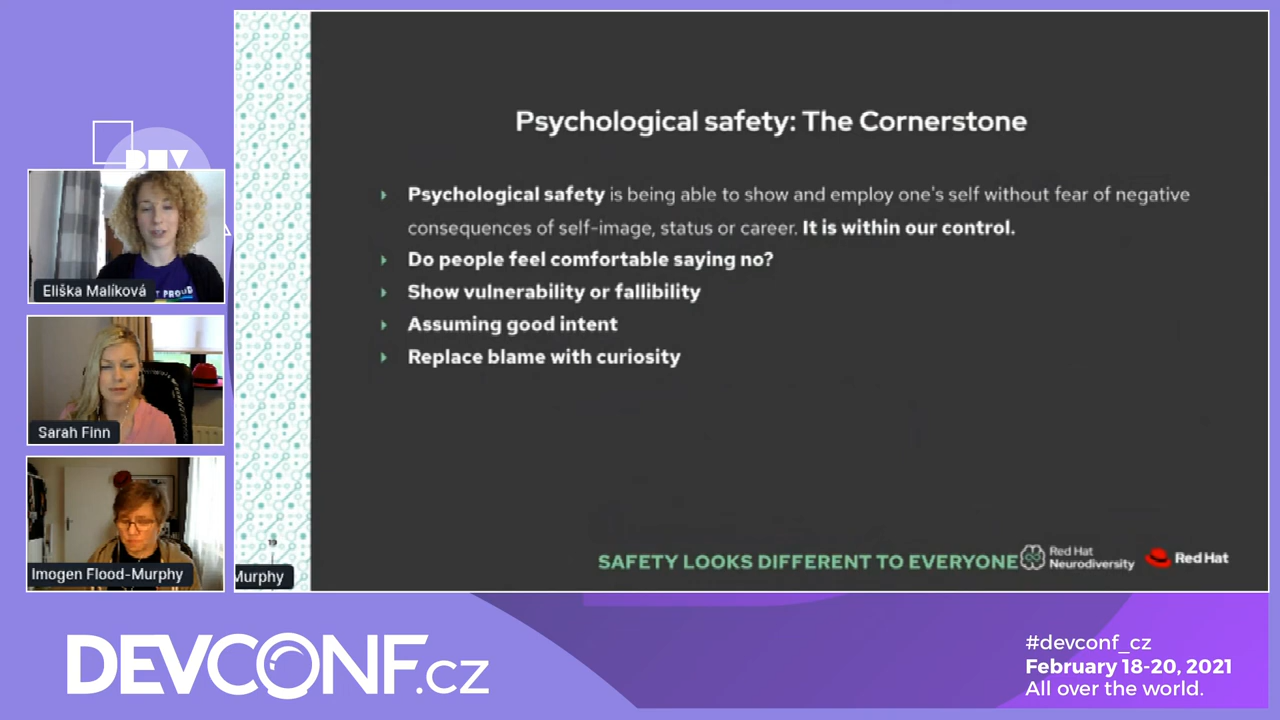 DEV
Eliška Malíková
PROUD
Sarah Finn
Imogen Flood-Murphy
Psychological safety: The Cornerstone
Psychological safety is being able to show and employ one's self without fear of negative
consequences of self-image, status or career. It is within our control.
Do people feel comfortable saying no?
Show vulnerability or fallibility
Assuming good intent
Replace blame with curiosity
19
Murphy
SAFETY LOOKS DIFFERENT TO EVERYONE
Red Hat
Neurodiversity
Red Hat
DEVCONF.cz
#devconf_cz
February 18-20, 2021
All over the world.